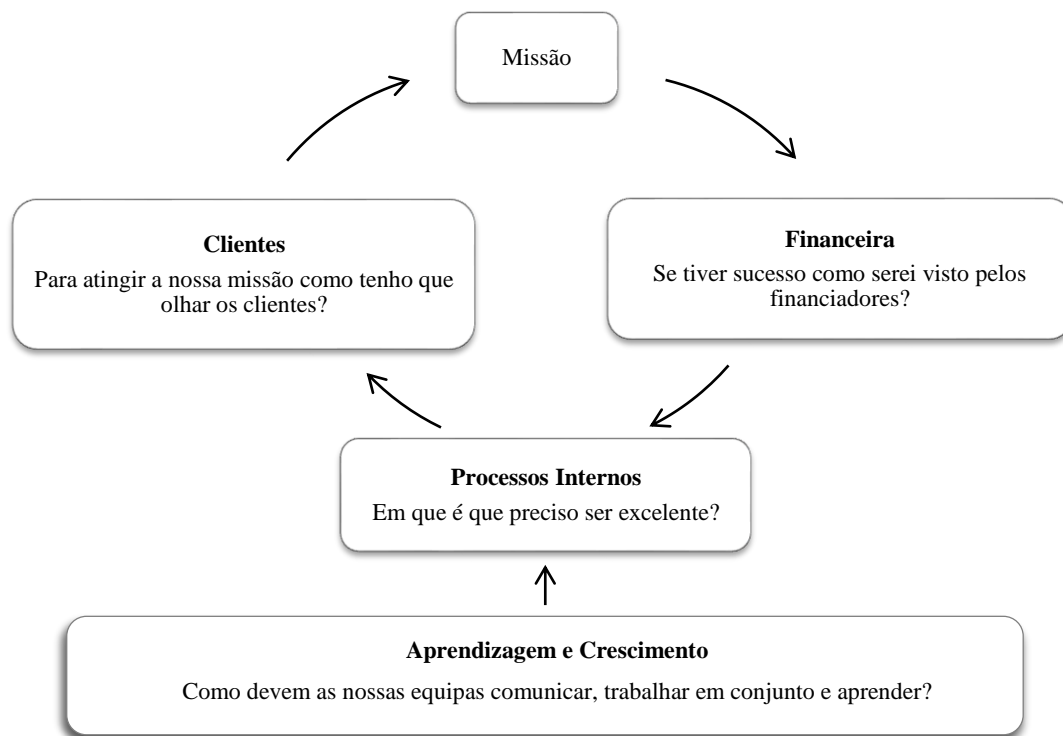 Missão
Clientes
Para atingir a nossa missão como tenho que
olhar os clientes?
Financeira
Se tiver sucesso como serei visto pelos
financiadores?
Processos Internos
Em que é que preciso ser excelente?
Aprendizagem e Crescimento
Como devem as nossas equipas comunicar, trabalhar em conjunto e aprender?